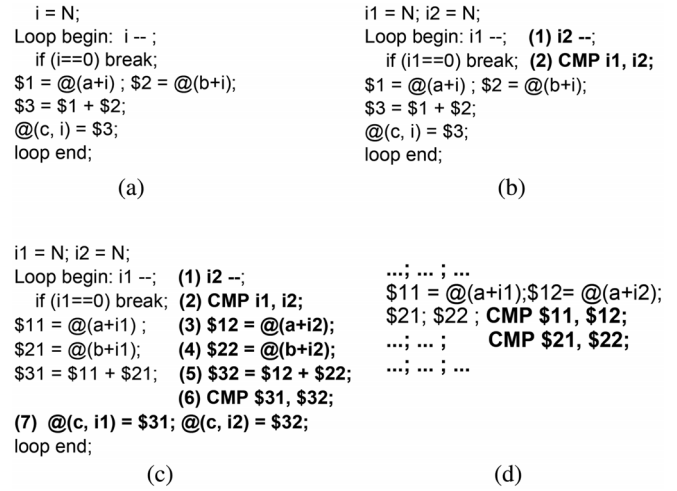 i = N;
Loop begin: i -- ;
if (i==0) break;
$1 = @(a+i) ; $2 = @(b+i);
$3 = $1 + $2;
@(c, i) = $3;
loop end;
(a)
i1 = N; i2 = N;
Loop begin: i1 --; (1) i2 --;
if (i1==0) break; (2) CMP i1, i2;
$1 = @(a+i) ; $2 = @(b+i);
$3 = $1 + $2;
@(c, i) = $3;
loop end;
(b)
i1 = N; i2 = N;
Loop begin: i1 --; (1) i2 --;
if (i1==0) break; (2) CMP i1, i2;
$11 = @(a+i1) ; (3) $12 = @(a+i2);
$21 = @(b+i1); (4) $22 = @(b+i2);
$31 = $11 + $21; (5) $32 = $12 + $22;
(6) CMP $31, $32;
(7) @(c, i1) = $31; @(c, i2) = $32;
loop end;
(c)
...; ... ; ...
$11 = @(a+i1);$12= @(a+i2);
$21; $22 ; CMP $11, $12;
...; ... ; CMP $21, $22;
...; ... ; ...
(d)